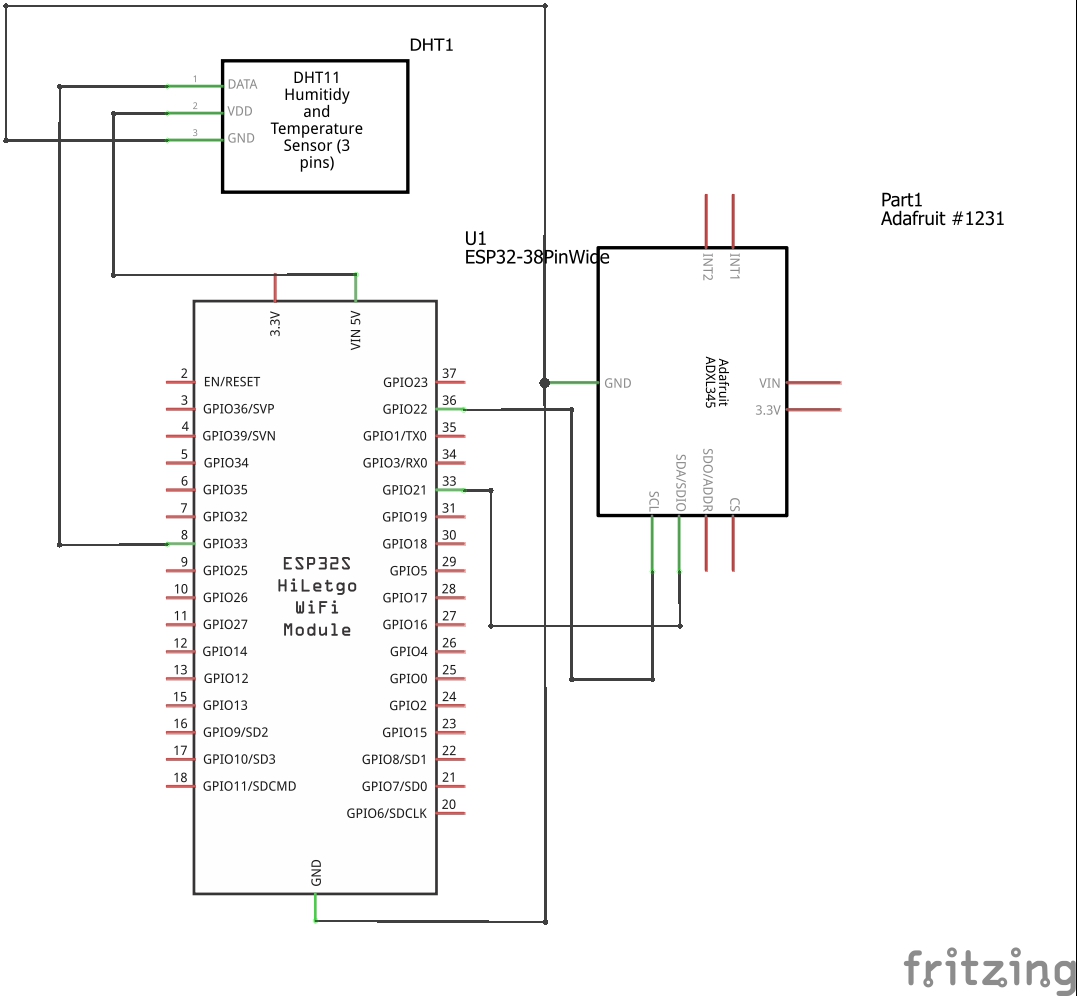 DHT1
1
DATA
2
VDD
3
GND
DHT11
Humitidy
and
Temperature
Sensor (3
pins)
Part1
Adafruit #1231
U1
ESP32-38PinWide
INT2
INT1
GND
Adafruit
ADXL345
VIN
3.3V
SCL
SDA/SDIO
SDO/ADDR
CS
3.3V
VIN 5V
2 EN/RESET
3 GPIO36/SVP
4 GPIO39/SVN
5 GPIO34
6 GPIO35
7 GPIO32
8 GPIO33
9 GPIO25
10 GPIO26
11 GPIO27
12 GPIO14
13 GPIO12
15 GPIO13
16 GPIO9/SD2
17 GPIO10/SD3
18 GPIO11/SDCMD
ESP32S
HiLetgo
WiFi
Module
GPIO23 37
GPIO22 36
GPIO1/TX0 35
GPIO3/RX0 34
GPIO21 33
GPIO19 31
GPIO18 30
GPIO5 29
GPIO17 28
GPIO16 27
GPIO4 26
GPIO0 25
GPIO2 24
GPIO15 23
GPIO8/SD1 22
GPIO7/SD0 21
GPIO6/SDCLK 20
GND
fritzing